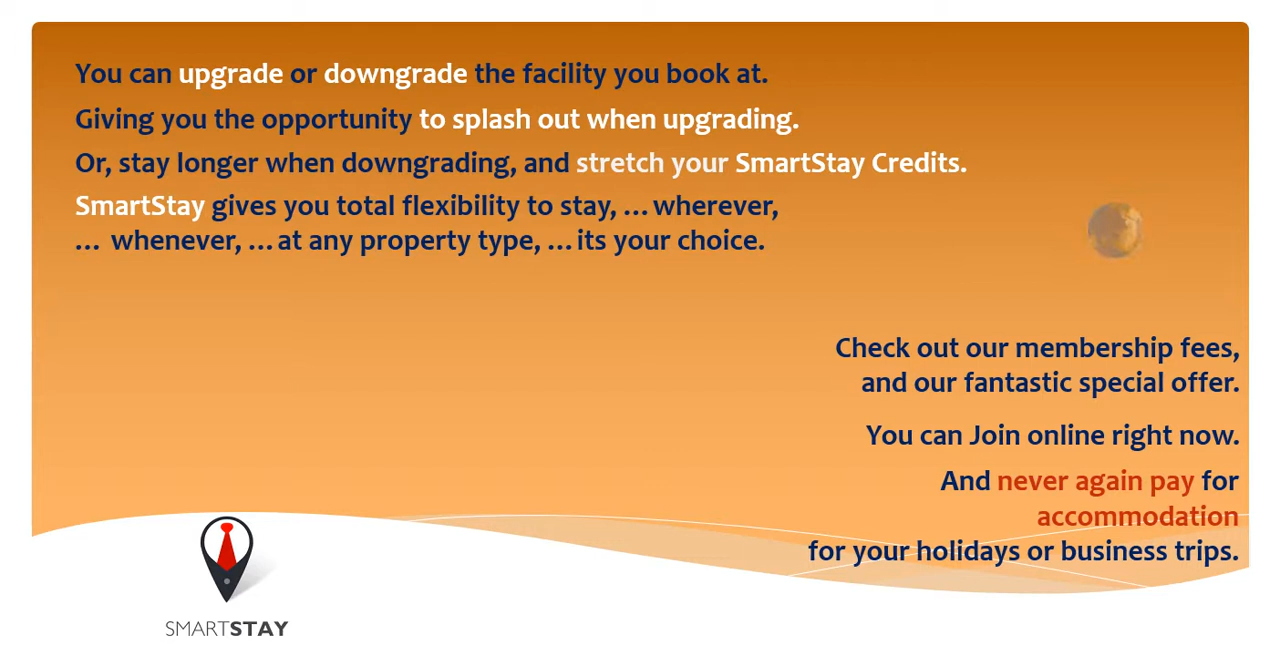 You can upgrade or downgrade the facility you book at.
Giving you the opportunity to splash out when upgrading.
Or, stay longer when downgrading, and stretch your SmartStay Credits.
SmartStay gives you total flexibility to stay, ... wherever,
... whenever, ... at any property type, ... its your choice.
Check out our membership fees,
and our fantastic special offer.
You can Join online right now.
And never again pay for
accommodation
for your holidays or business trips.
SMARTSTAY